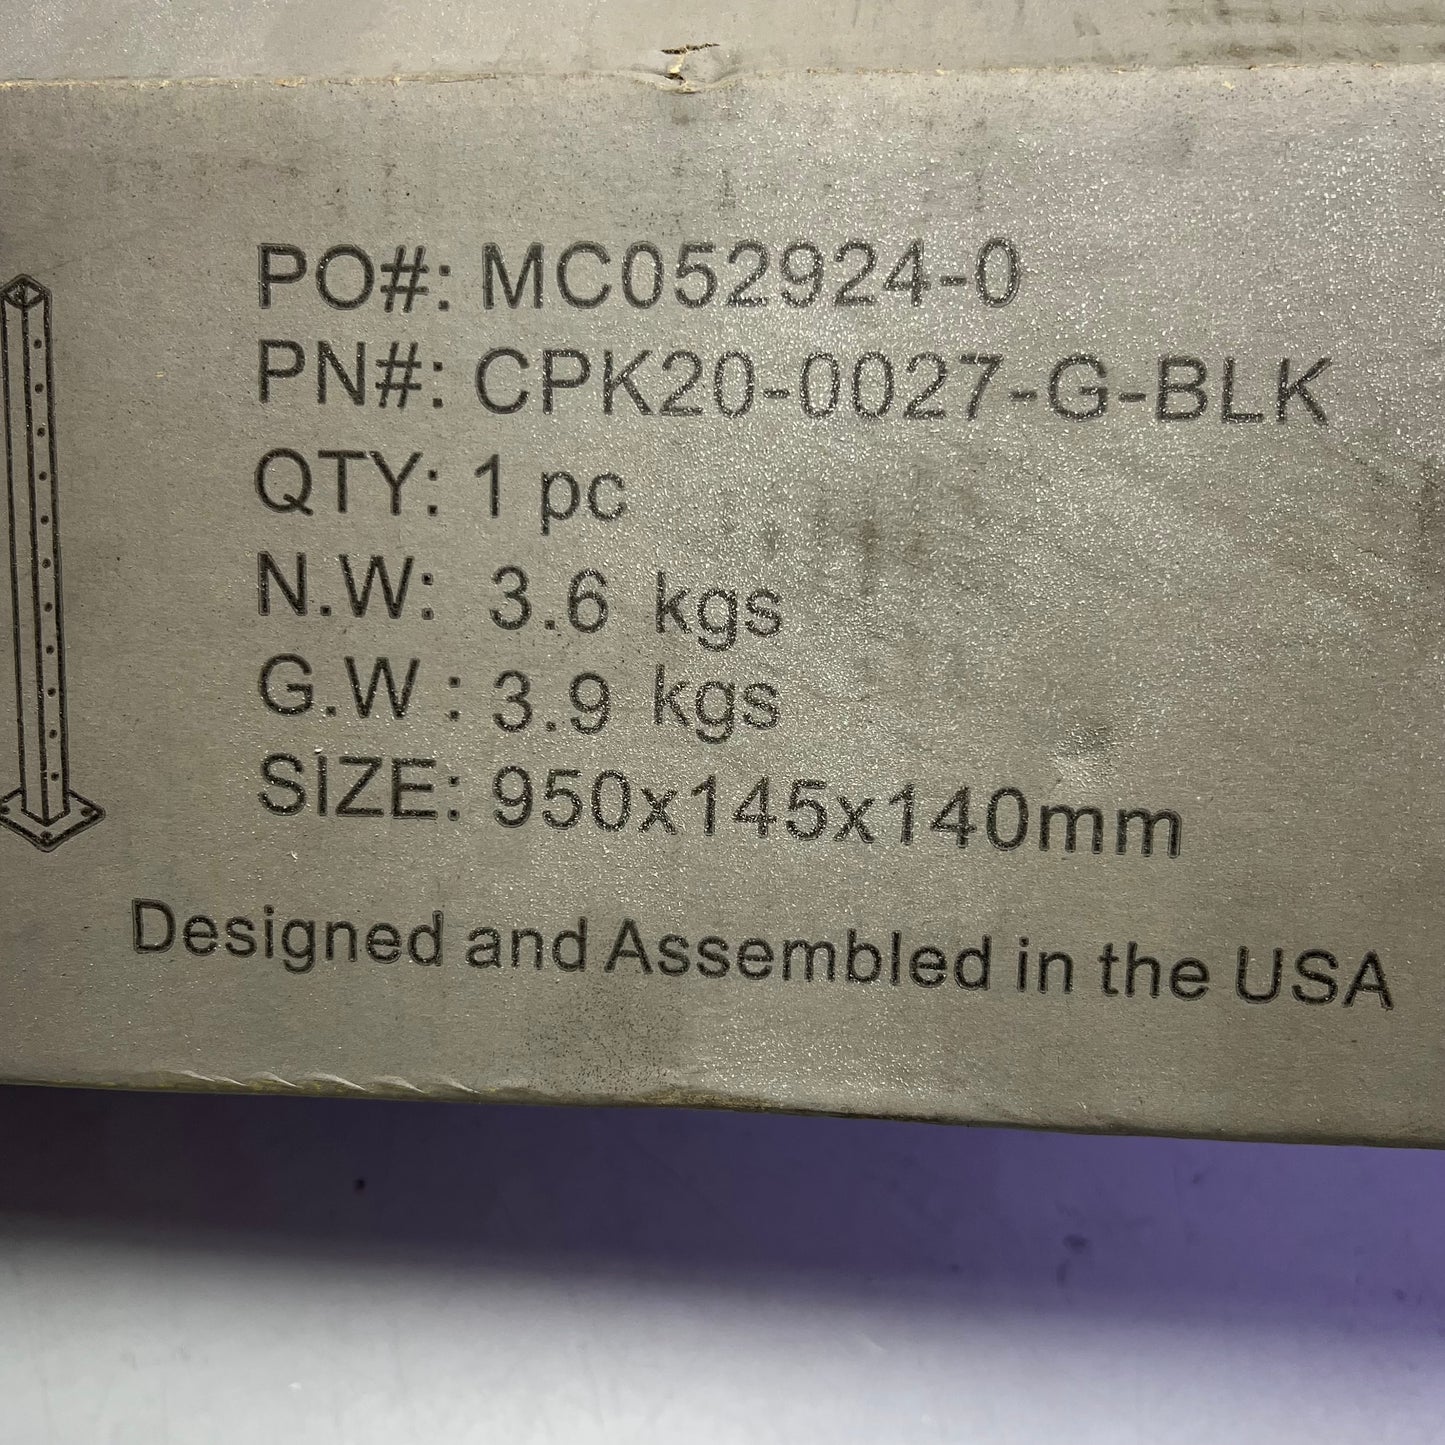 PO#: MC052924-0
PN#: CPK20-0027-G-BLK
QTY: 1 pc
N.W: 3.6 kgs
G.W : 3.9 kgs
SIZE: 950x145x140mm
Designed and Assembled in the USA